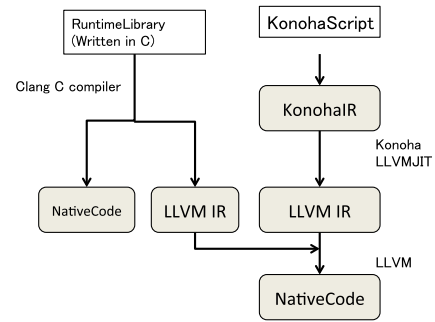 RuntimeLibrary
(Written in C)
KonohaScript
Clang C compiler
KonohaIR
Konoha
LLVMJIT
NativeCode
LLVM IR
LLVM IR
LLVM
NativeCode